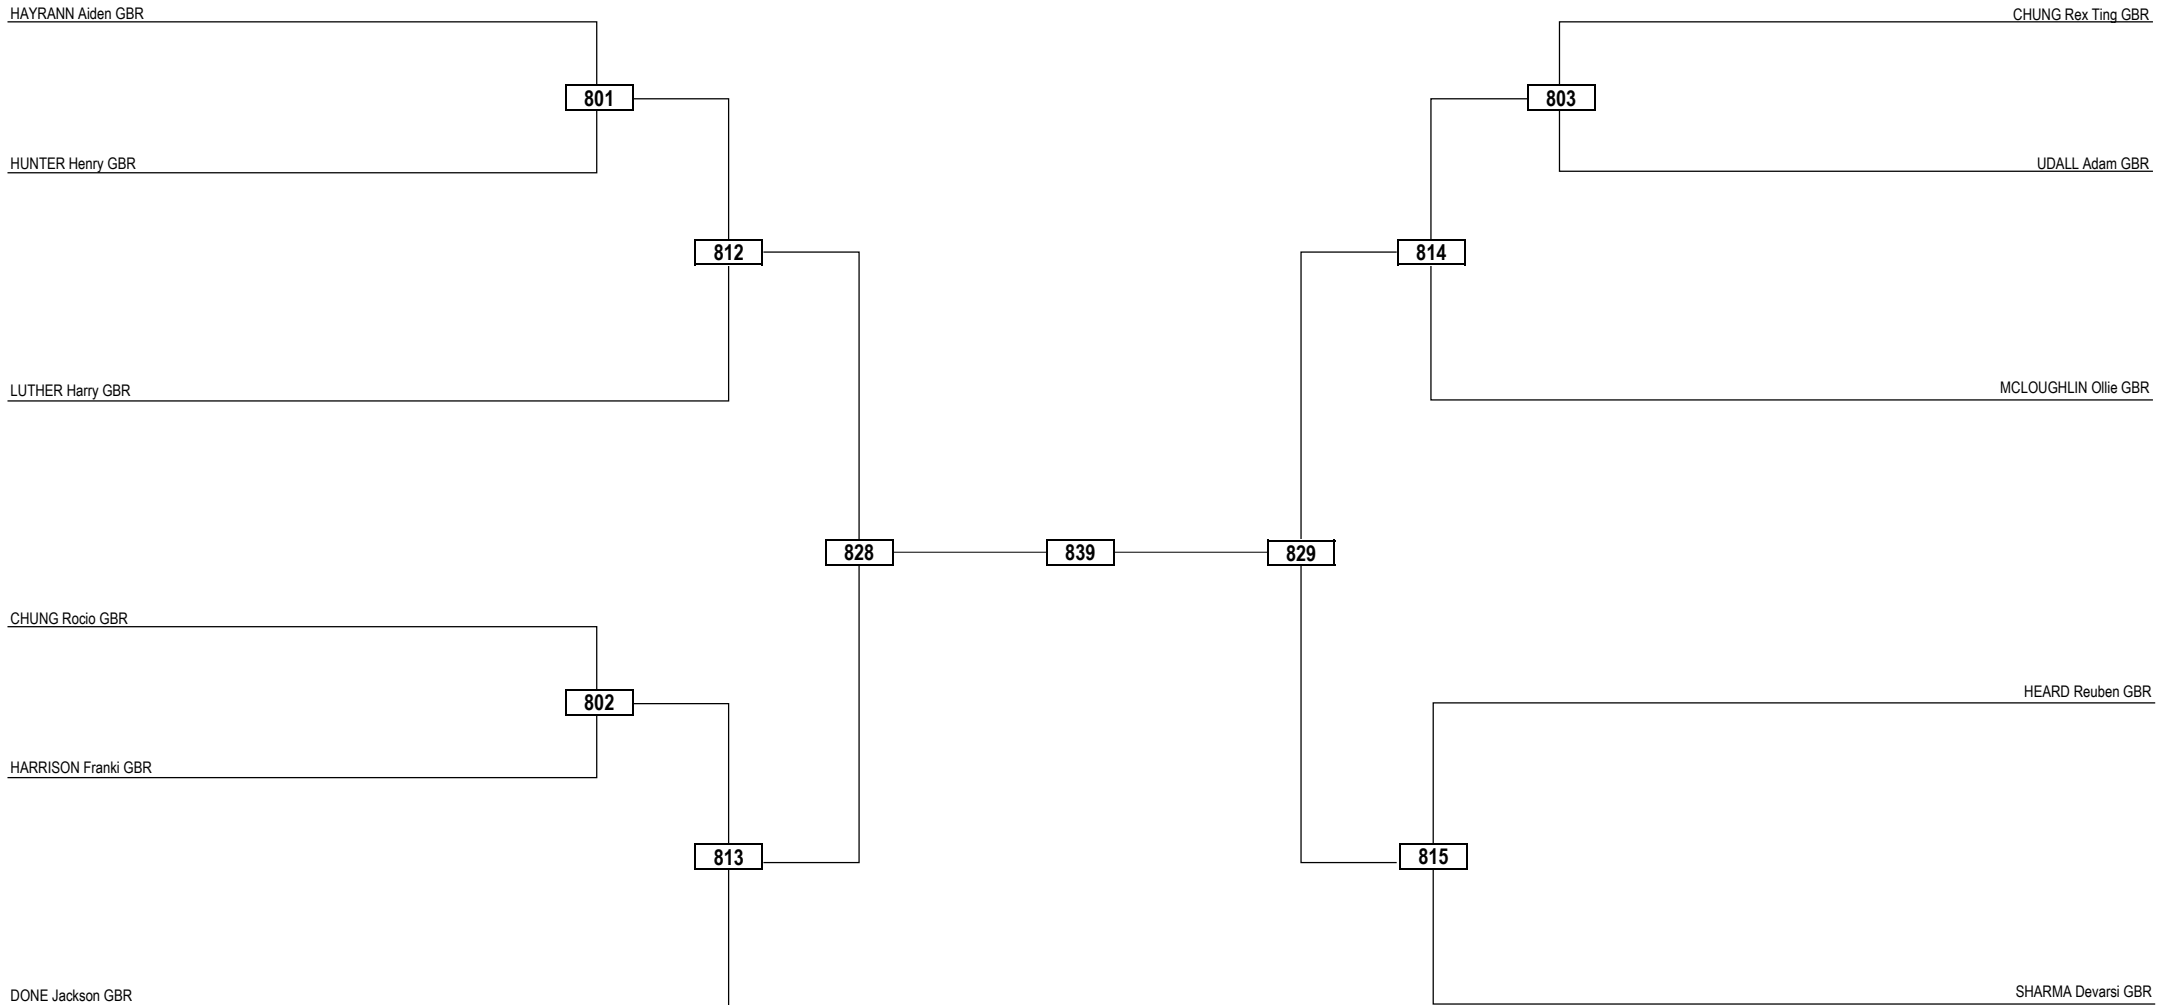 HAYRANN Aiden GBR
CHUNG Rex Ting GBR
801
803
HUNTER Henry GBR
UDALL Adam GBR
812
814
LUTHER Harry GBR
MCLOUGHLIN Ollie GBR
828
839
829
CHUNG Rocio GBR
HEARD Reuben GBR
802
HARRISON Franki GBR
813
815
DONE Jackson GBR
SHARMA Devarsi GBR